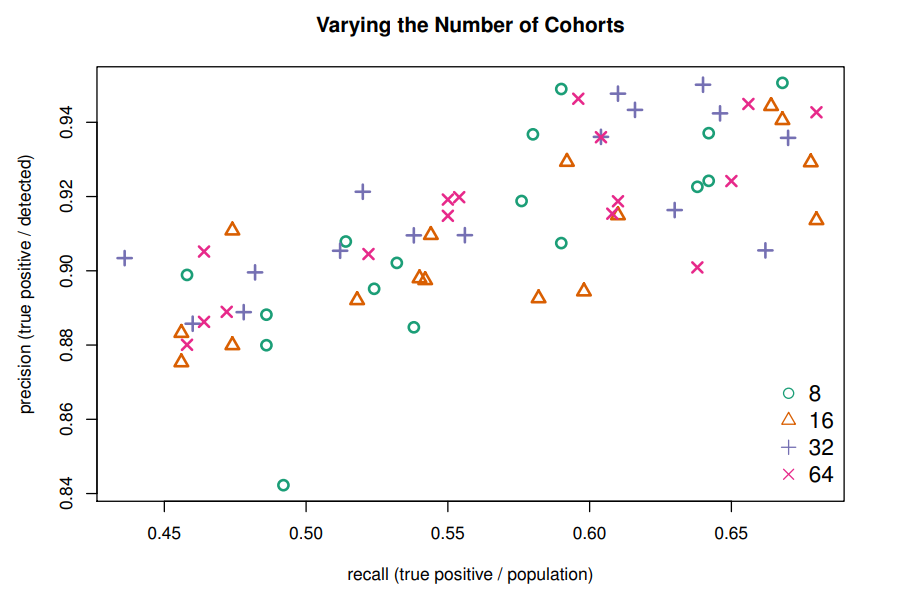 Varying the Number of Cohorts
precision (true positive / detected)
0.94
0.92
0.90
0.88
0.86
0.84
8
16
32
64
0.45 0.50 0.55 0.60 0.65
recall (true positive / population)